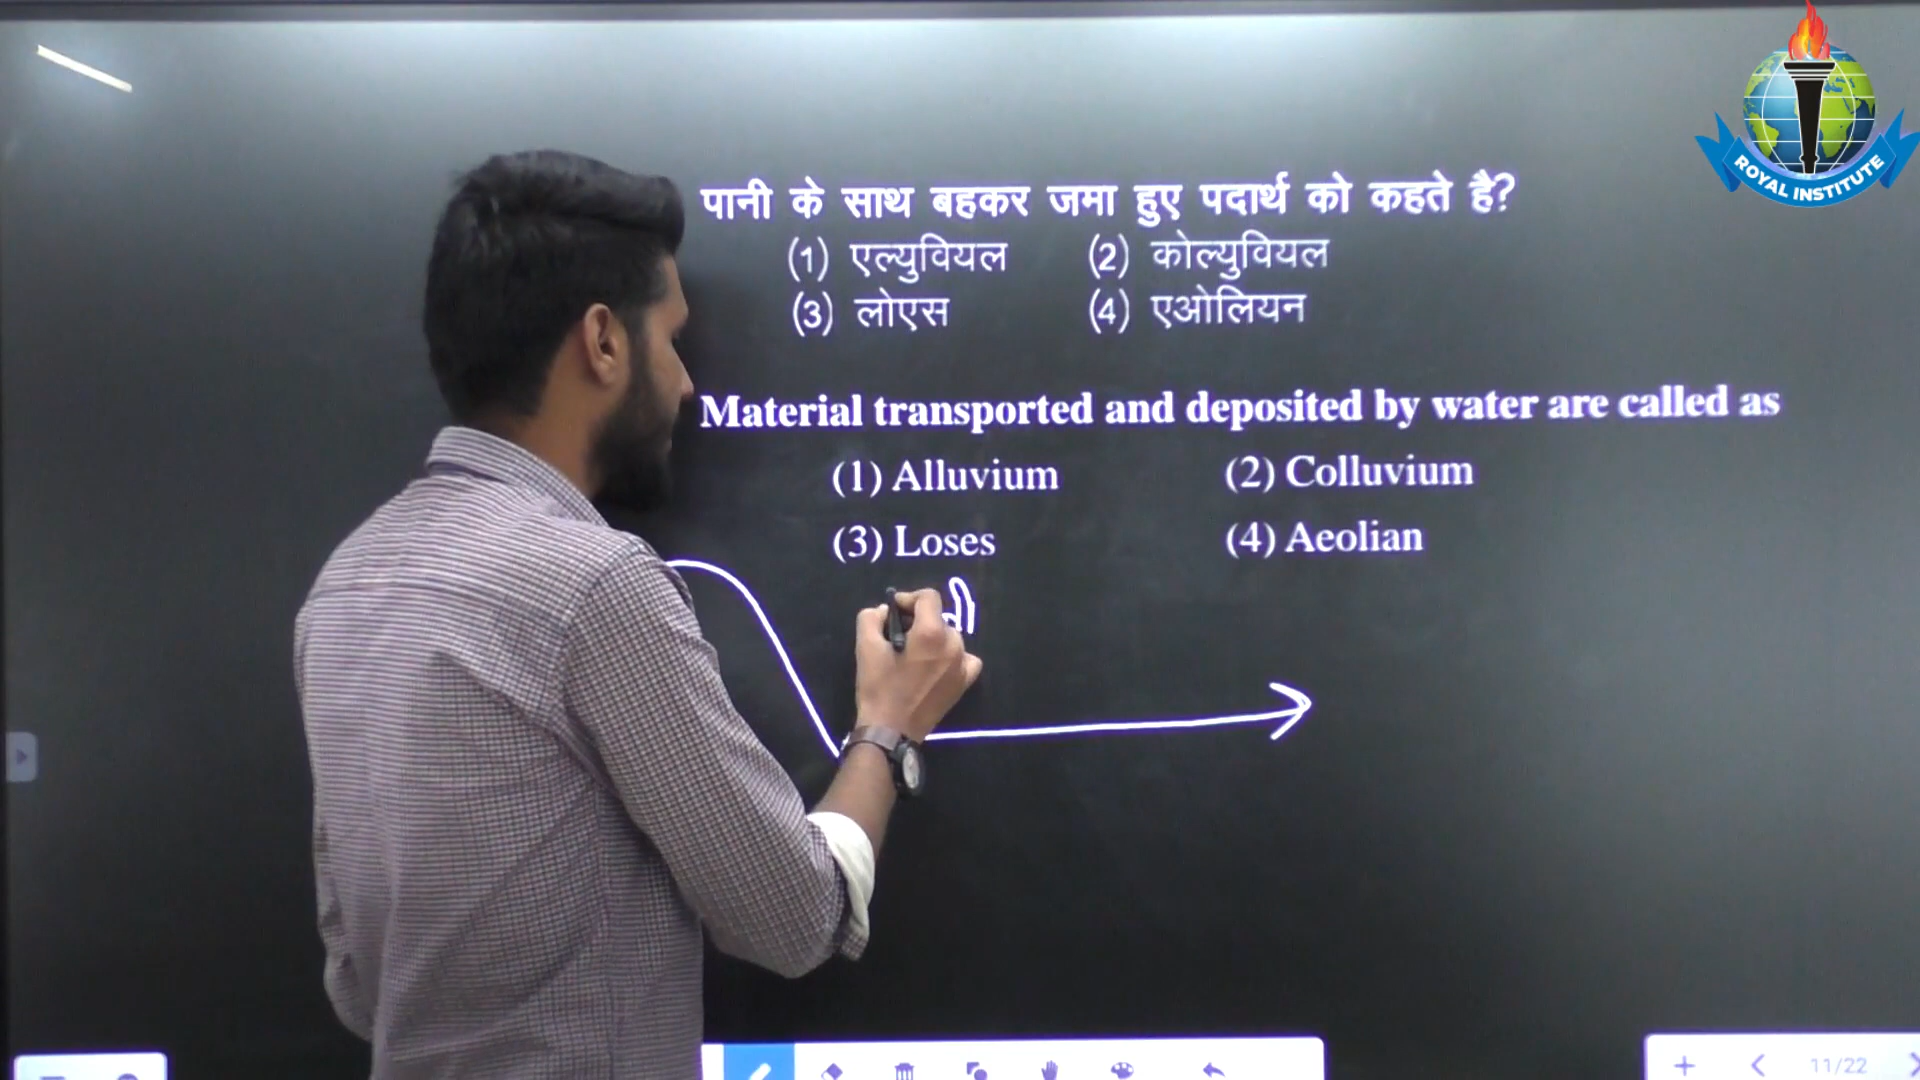 ROYAL INSTITUTE
पानी के साथ बहकर जमा हुए पदार्थ को कहते है?
(1) एल्युवियल (2) कोल्युवियल
(3) लोएस (4) एओलियन
Material transported and deposited by water are called as
(1) Alluvium (2) Colluvium
(3) Loses (4) Aeolian
11/22